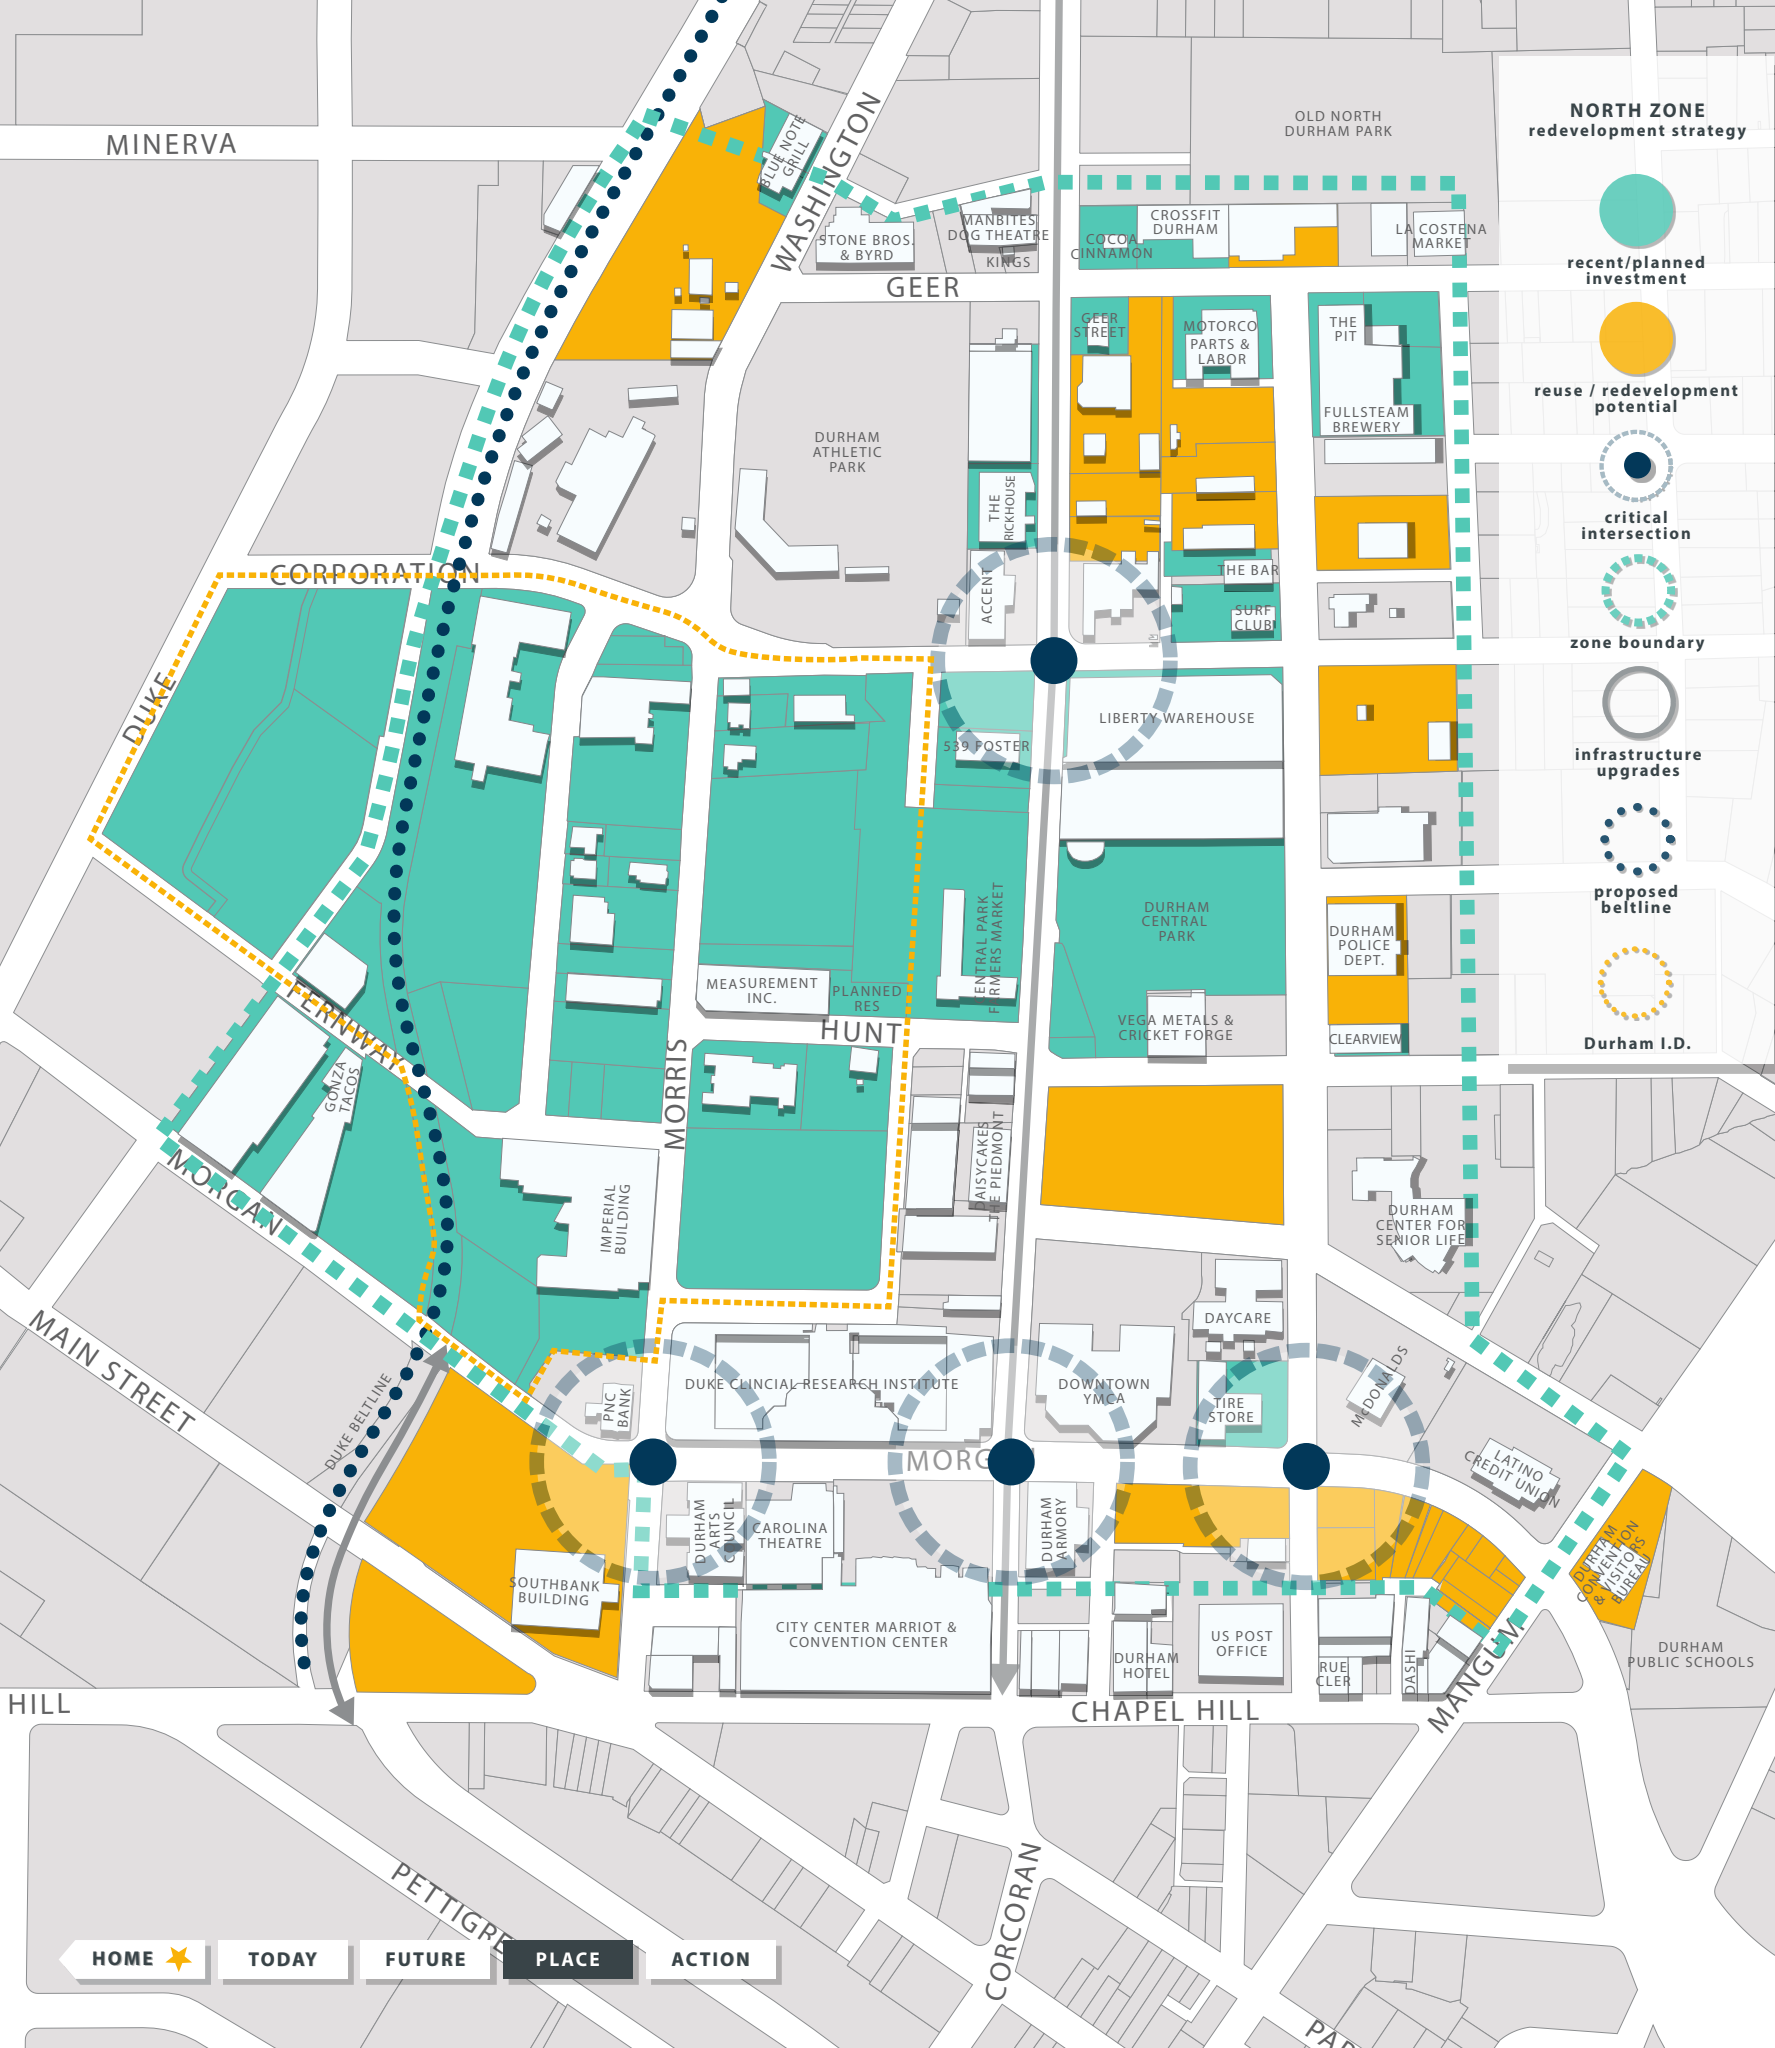 MINERVA
BLUE NOTE
GRILL
WASHINGTON
OLD NORTH
DURHAM PARK
NORTH ZONE
redevelopment strategy
STONE BROS.
& BYRD
MANBITES
DOG THEATRE
KINGS
COCOA
CINNAMON
CROSSFIT
DURHAM
LA COSTENA
MARKET
GEER
recent/planned
investment
GEER
STREET
MOTORCO
PARTS &
LABOR
THE
PIT
FULLSTEAM
BREWERY
reuse / redevelopment
potential
DURHAM
ATHLETIC
PARK
THE
RICKHOUSE
critical
intersection
CORPORATION
ACCENT
THE BAR
SURF
CLUB
zone boundary
DUKE
LIBERTY WAREHOUSE
539 FOSTER
infrastructure
upgrades
DURHAM
CENTRAL
PARK
CENTRAL PARK
FARMERS MARKET
DURHAM
POLICE
DEPT.
proposed
beltline
MEASUREMENT
INC.
PLANNED
RES
FERNWAY
HUNT
VEGA METALS &
CRICKET FORGE
CLEARVIEW
Durham I.D.
GONZA
TACOS
MORRIS
DAISYCAKES
THE PIEDMONT
MORGAN
IMPERIAL
BUILDING
DURHAM
CENTER FOR
SENIOR LIFE
MAIN STREET
DAYCARE
DUKE BELTLINE
PNC
BANK
DUKE CLINCIAL RESEARCH INSTITUTE
DOWNTOWN
YMCA
TIRE
STORE
McDONALDS
MORG
LATINO
CREDIT UNION
DURHAM
ARTS
COUNCIL
CAROLINA
THEATRE
DURHAM
ARMORY
DURHAM
CONVENTION
& VISITORS
BUREAU
SOUTHBANK
BUILDING
CITY CENTER MARRIOT &
CONVENTION CENTER
DURHAM
HOTEL
US POST
OFFICE
RUE
CLER
DASHI
MANGUM
DURHAM
PUBLIC SCHOOLS
HILL
CHAPEL HILL
PETTIGRE
CORCORAN
HOME
TODAY
FUTURE
PLACE
ACTION
PAR